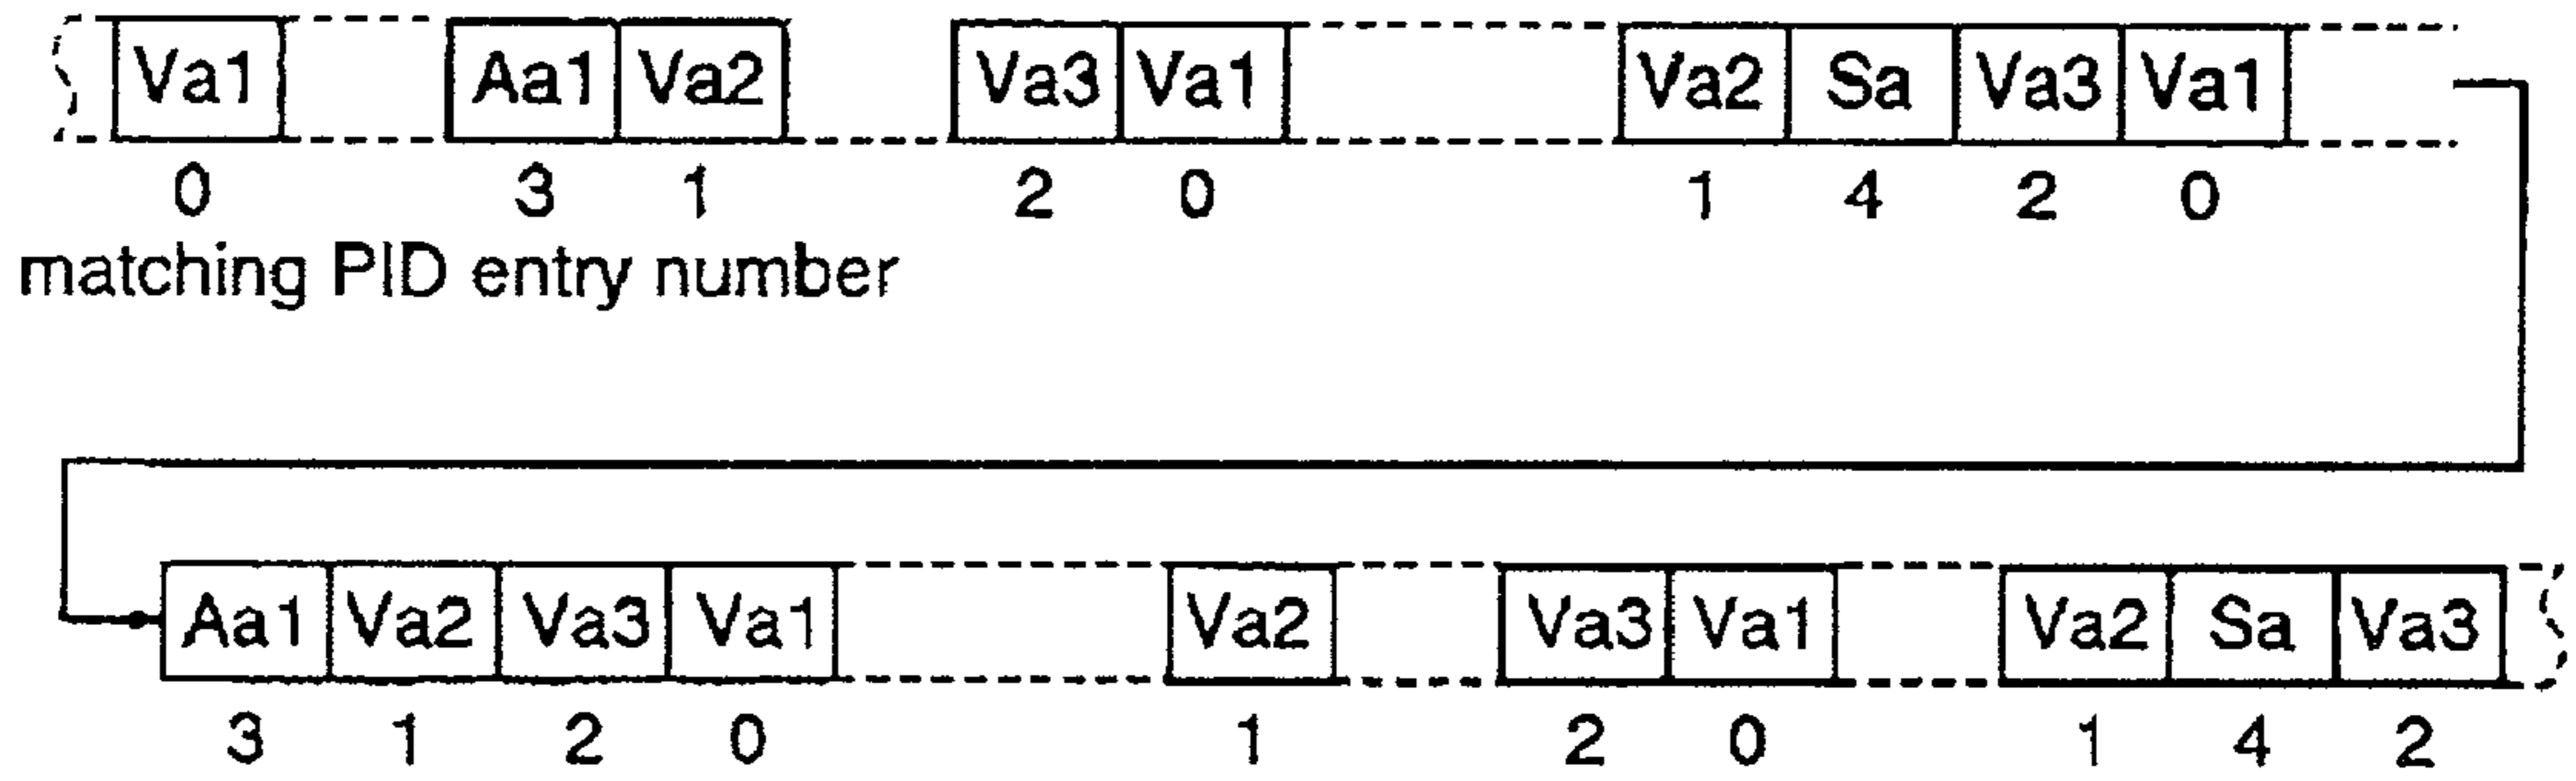 Va1 Aa1 Va2 Va3 Va1 Va2 Sa Va3 Va1
0 3 1 2 0 1 4 2 0
matching PID entry number
Aa1 Va2 Va3 Va1 Va2 Va3 Va1 Va2 Sa Va3
3 1 2 0 1 2 0 1 4 2